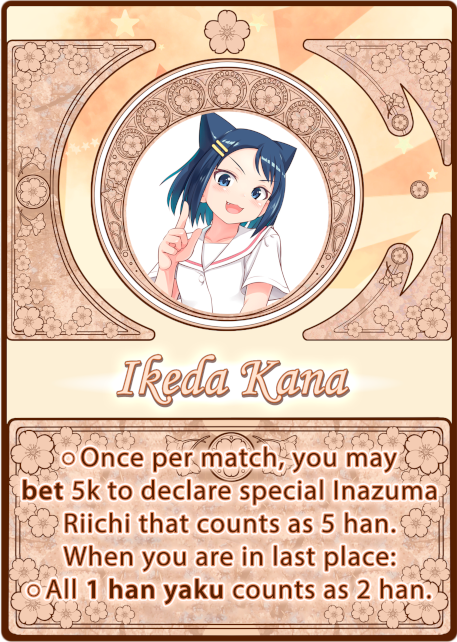 Ikeda Kana
○Once per match, you may
bet 5k to declare special Inazuma
Riichi that counts as 5 han.
When you are in last place:
○All 1 han yaku counts as 2 han.